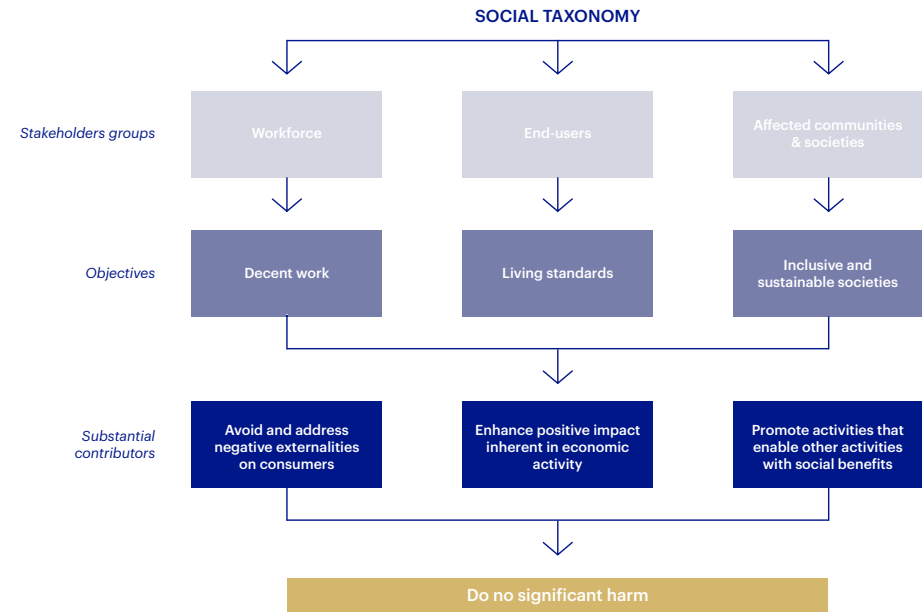 SOCIAL TAXONOMY
Stakeholders groups
Workforce
End-users
Affected communities
& societies
Objectives
Decent work
Living standards
Inclusive and
sustainable societies
Substantial
contributors
Avoid and address
negative externalities
on consumers
Enhance positive impact
inherent in economic
activity
Promote activities that
enable other activities
with social benefits
Do no significant harm